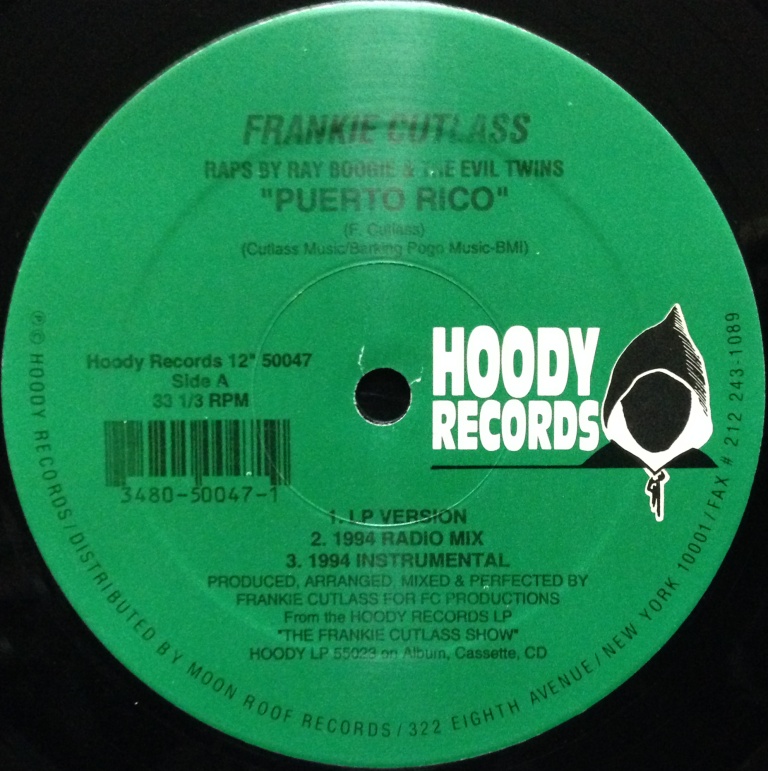 FRANKIE CUTLASS
RAPS BY RAY BOOGIE & THE EVIL TWINS
"PUERTO RICO"
(F. Cutlass)
(Cutlass Music/Barking Pogo Music-BMI)
HOODY
RECORDS
Hoody Records 12" 50047
Side A
33 1/3 RPM
3480-50047-1
1. LP VERSION
2. 1994 RADIO MIX
3. 1994 INSTRUMENTAL
PRODUCED, ARRANGED, MIXED & PERFECTED BY
FRANKIE CUTLASS FOR FC PRODUCTIONS
From the HOODY RECORDS LP
"THE FRANKIE CUTLASS SHOW"
HOODY LP 55023 on Album, Cassette, CD
℗© HOODY RECORDS/DISTRIBUTED BY MOON ROOF RECORDS/322 EIGHTH AVENUE/NEW YORK 10001/FAX # 212 243-1089